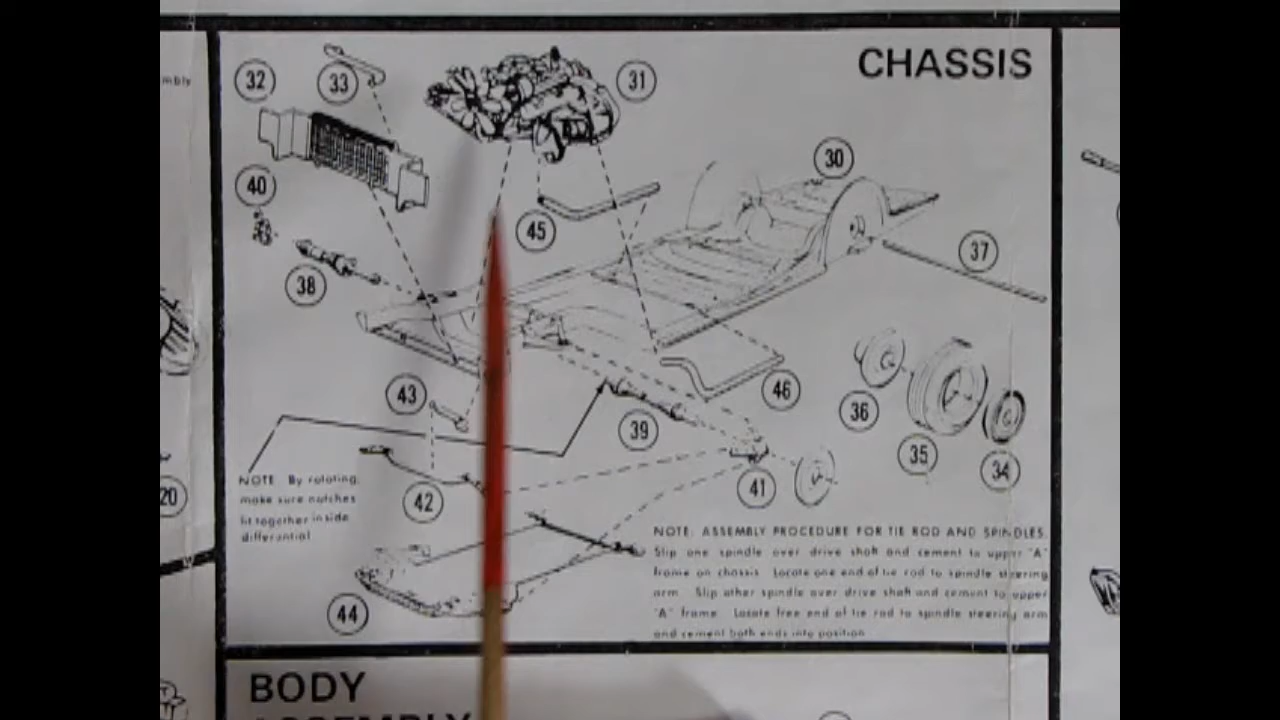 mbly
CHASSIS
32
33
31
30
40
45
37
38
43
46
36
39
35
34
42
41
20
44
NOTE By rotating,
make sure notches
fit together inside
differential
NOTE: ASSEMBLY PROCEDURE FOR TIE ROD AND SPINDLES.
Slip one spindle over drive shaft and cement to upper "A"
frame on chassis Locate one end of tie rod to spindle steering
arm Slip other spindle over drive shaft and cement to upper
"A" frame Locate free end of tie rod to spindle steering arm
and cement both ends into position
BODY
ASSEMBLY